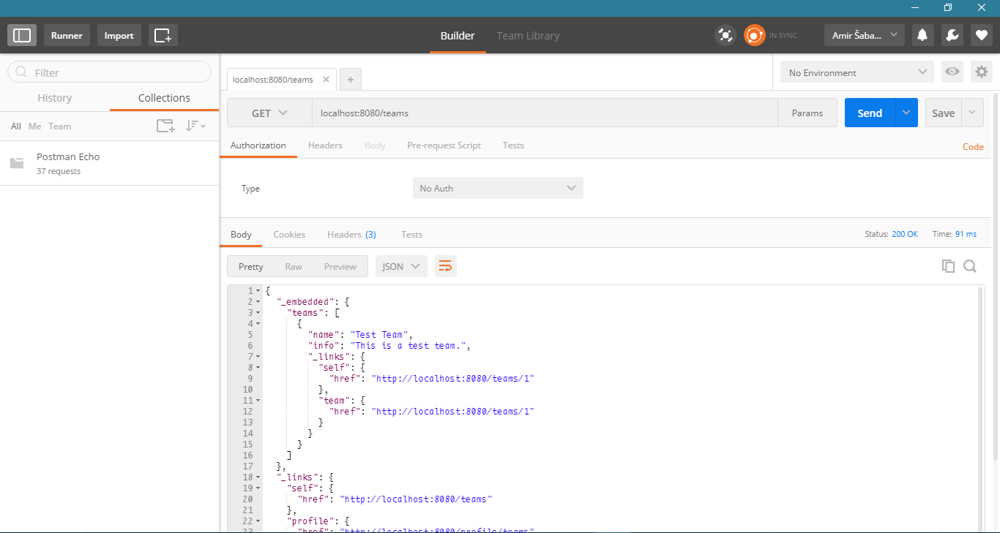 Runner Import Builder Team Library IN SYNC Amir Šaba...
Filter
History Collections
All Me Team
Postman Echo
37 requests
localhost:8080/teams
No Environment
GET localhost:8080/teams Params Send Save
Authorization Headers Body Pre-request Script Tests Code
Type No Auth
Body Cookies Headers (3) Tests Status: 200 OK Time: 91 ms
Pretty Raw Preview JSON
1 {
2 "_embedded": {
3 "teams": [
4 {
5 "name": "Test Team",
6 "info": "This is a test team.",
7 "_links": {
8 "self": {
9 "href": "http://localhost:8080/teams/1"
10 },
11 "team": {
12 "href": "http://localhost:8080/teams/1"
13 }
14 }
15 }
16 ]
17 },
18 "_links": {
19 "self": {
20 "href": "http://localhost:8080/teams"
21 },
22 "profile": {
23 "href": "http://localhost:8080/profile/teams"